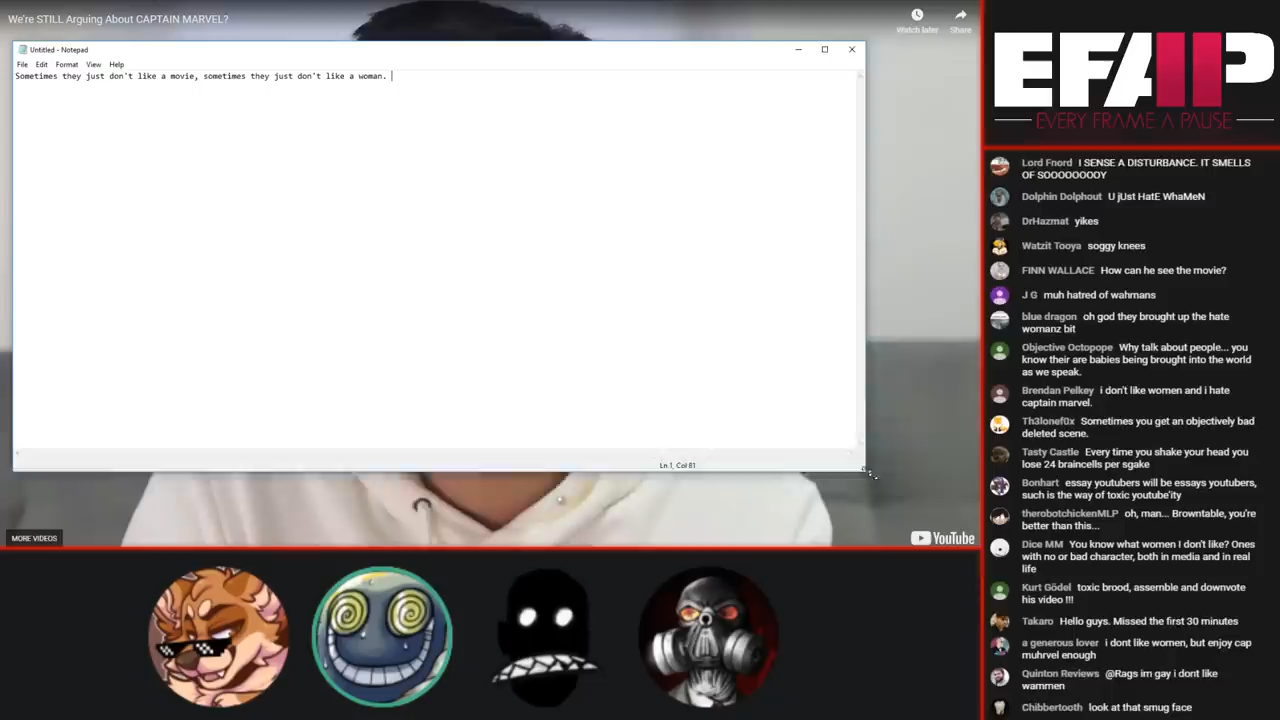 We're STILL Arguing About CAPTAIN MARVEL?
Watch later
Share
Untitled - Notepad
File Edit Format View Help
Sometimes they just don't like a movie, sometimes they just don't like a woman.
Ln 1, Col 81
MORE VIDEOS
YouTube
EFAP
EVERY FRAME A PAUSE
Lord Fnord I SENSE A DISTURBANCE. IT SMELLS
OF SOOOOOOOOY
Dolphin Dolphout U jUst HatE WhaMeN
DrHazmat yikes
Watzit Tooya soggy knees
FINN WALLACE How can he see the movie?
J G muh hatred of wahmans
blue dragon oh god they brought up the hate
womanz bit
Objective Octopope Why talk about people... you
know their are babies being brought into the world
as we speak.
Brendan Pelkey i don't like women and i hate
captain marvel.
Th3lonef0x Sometimes you get an objectively bad
deleted scene.
Tasty Castle Every time you shake your head you
lose 24 braincells per sgake
Bonhart essay youtubers will be essays youtubers,
such is the way of toxic youtube'ity
therobotchickenMLP oh, man... Browntable, you're
better than this...
Dice MM You know what women I don't like? Ones
with no or bad character, both in media and in real
life
Kurt Gödel toxic brood, assemble and downvote
his video !!!
Takaro Hello guys. Missed the first 30 minutes
a generous lover i dont like women, but enjoy cap
muhrvel enough
Quinton Reviews @Rags im gay i dont like
wammen
Chibbertooth look at that smug face